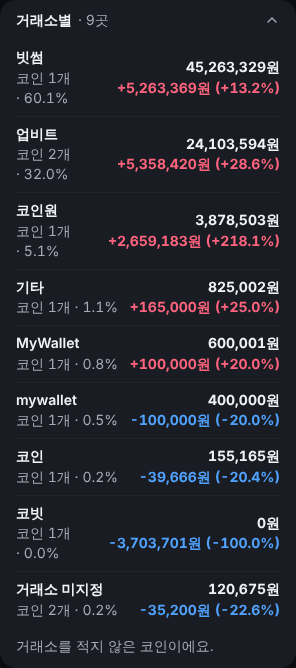 거래소별 · 9곳
빗썸
45,263,329원
코인 1개
· 60.1%
+5,263,369원 (+13.2%)
업비트
24,103,594원
코인 2개
· 32.0%
+5,358,420원 (+28.6%)
코인원
3,878,503원
코인 1개
· 5.1%
+2,659,183원 (+218.1%)
기타
825,002원
코인 1개 · 1.1%
+165,000원 (+25.0%)
MyWallet
600,001원
코인 1개 · 0.8%
+100,000원 (+20.0%)
mywallet
400,000원
코인 1개 · 0.5%
-100,000원 (-20.0%)
코인
155,165원
코인 1개 · 0.2%
-39,666원 (-20.4%)
코빗
0원
코인 1개
· 0.0%
-3,703,701원 (-100.0%)
거래소 미지정
120,675원
코인 2개 · 0.2%
-35,200원 (-22.6%)
거래소를 적지 않은 코인이에요.